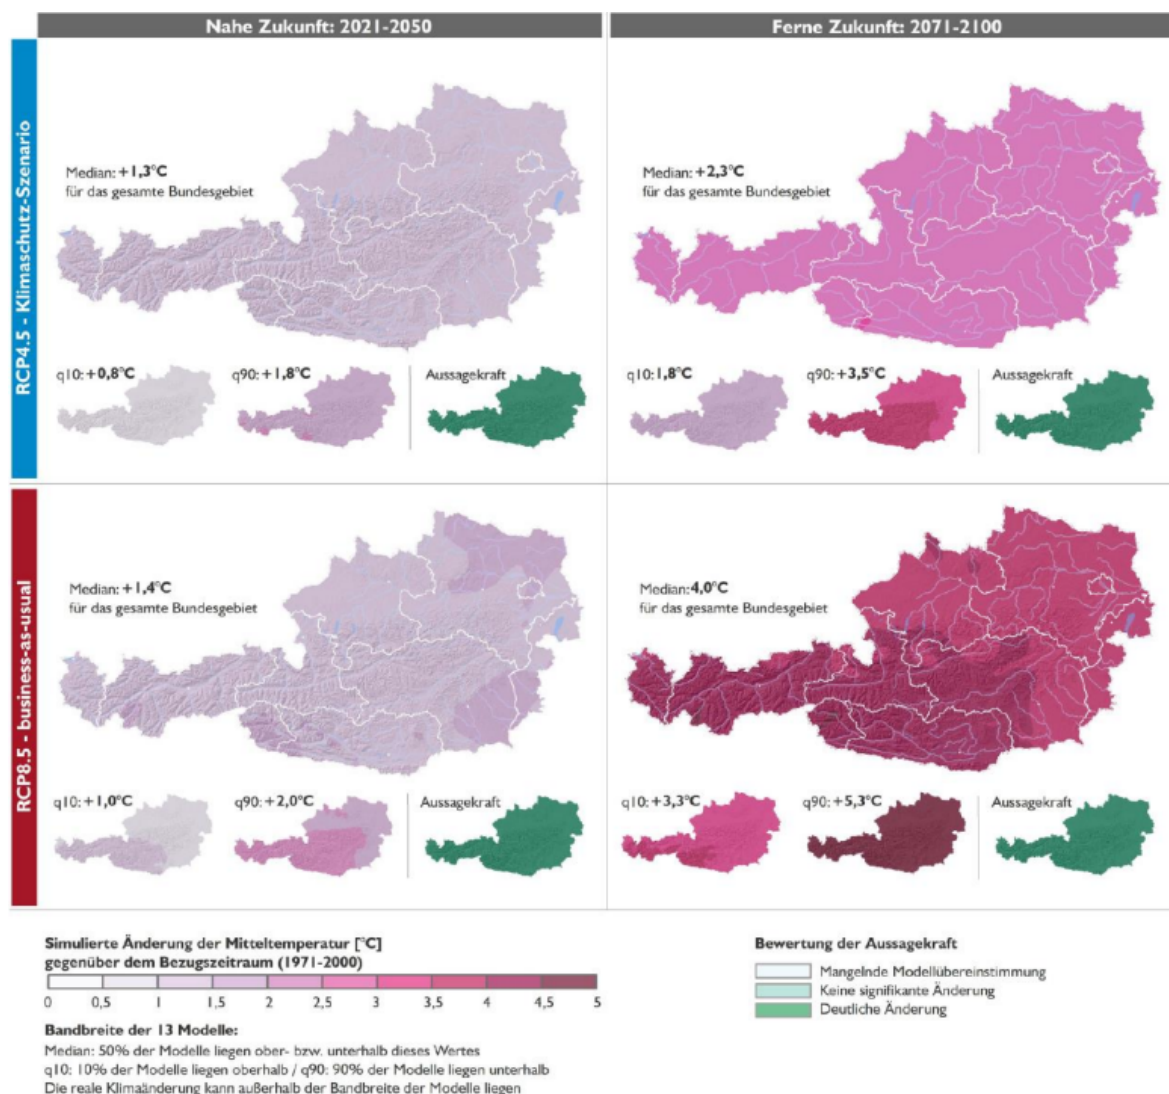 Nahe Zukunft: 2021-2050
Ferne Zukunft: 2071-2100
RCP4.5 - Klimaschutz-Szenario
Median: +1,3°C
für das gesamte Bundesgebiet
Median: +2,3°C
für das gesamte Bundesgebiet
q10: +0,8°C
q90: +1,8°C
Aussagekraft
q10: 1,8°C
q90: +3,5°C
Aussagekraft
RCP8.5 - business-as-usual
Median: +1,4°C
für das gesamte Bundesgebiet
Median: 4,0°C
für das gesamte Bundesgebiet
q10: +1,0°C
q90: +2,0°C
Aussagekraft
q10: +3,3°C
q90: +5,3°C
Aussagekraft
Simulierte Änderung der Mitteltemperatur [°C]
gegenüber dem Bezugszeitraum (1971-2000)
0 0,5 1 1,5 2 2,5 3 3,5 4 4,5 5
Bandbreite der 13 Modelle:
Median: 50% der Modelle liegen ober- bzw. unterhalb dieses Wertes
q10: 10% der Modelle liegen oberhalb / q90: 90% der Modelle liegen unterhalb
Die reale Klimaänderung kann außerhalb der Bandbreite der Modelle liegen
Bewertung der Aussagekraft
Mangelnde Modellübereinstimmung
Keine signifikante Änderung
Deutliche Änderung